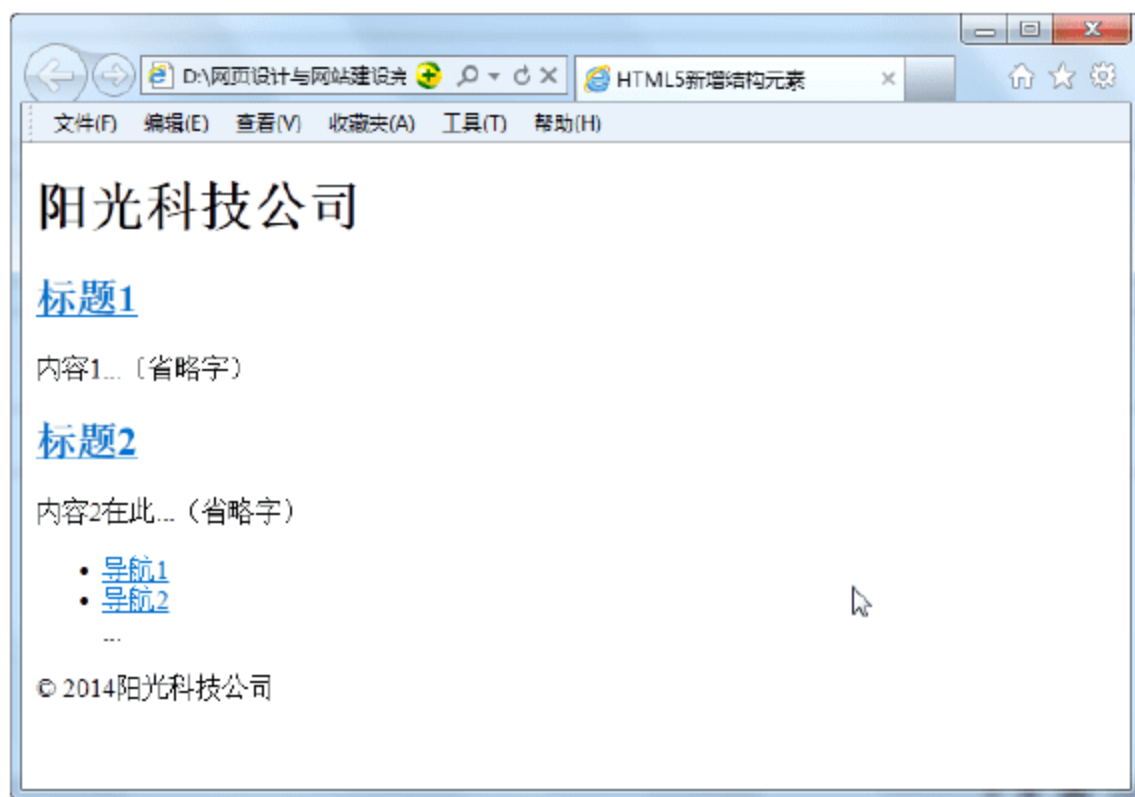 D:\网页设计与网站建设 HTML5新增结构元素
文件(F) 编辑(E) 查看(V) 收藏夹(A) 工具(T) 帮助(H)
阳光科技公司
标题1
内容1...（省略字）
标题2
内容2在此...（省略字）
• 导航1
• 导航2
...
© 2014阳光科技公司